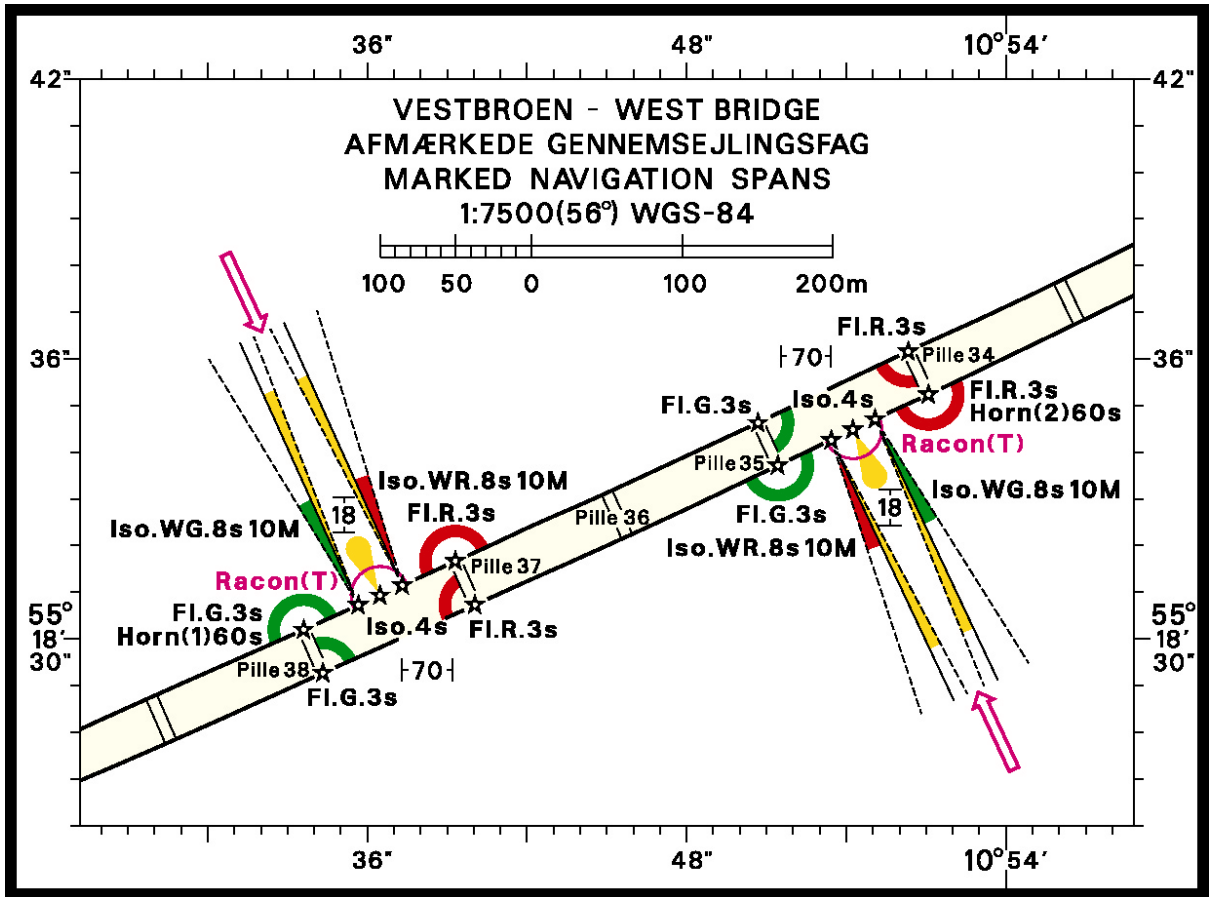 36"
48"
10°54'
42"
42"
VESTBROEN - WEST BRIDGE
AFMÆRKEDE GENNEMSEJLINGSFAG
MARKED NAVIGATION SPANS
1:7500(56°) WGS-84
100 50 0 100 200m
36"
36"
Fl.R.3s
Pille 34
70
Fl.R.3s
Horn(2)60s
Iso.4s
Fl.G.3s
Racon(T)
Pille 35
Iso.WG.8s 10M
18
Fl.G.3s
Iso.WR.8s 10M
Pille 36
Iso.WR.8s 10M
Fl.R.3s
18
Iso.WG.8s 10M
Pille 37
Racon(T)
Fl.G.3s
Horn(1)60s
Iso.4s
Fl.R.3s
Pille 38
70
Fl.G.3s
55°
18'
30"
55°
18'
30"
36"
48"
10°54'